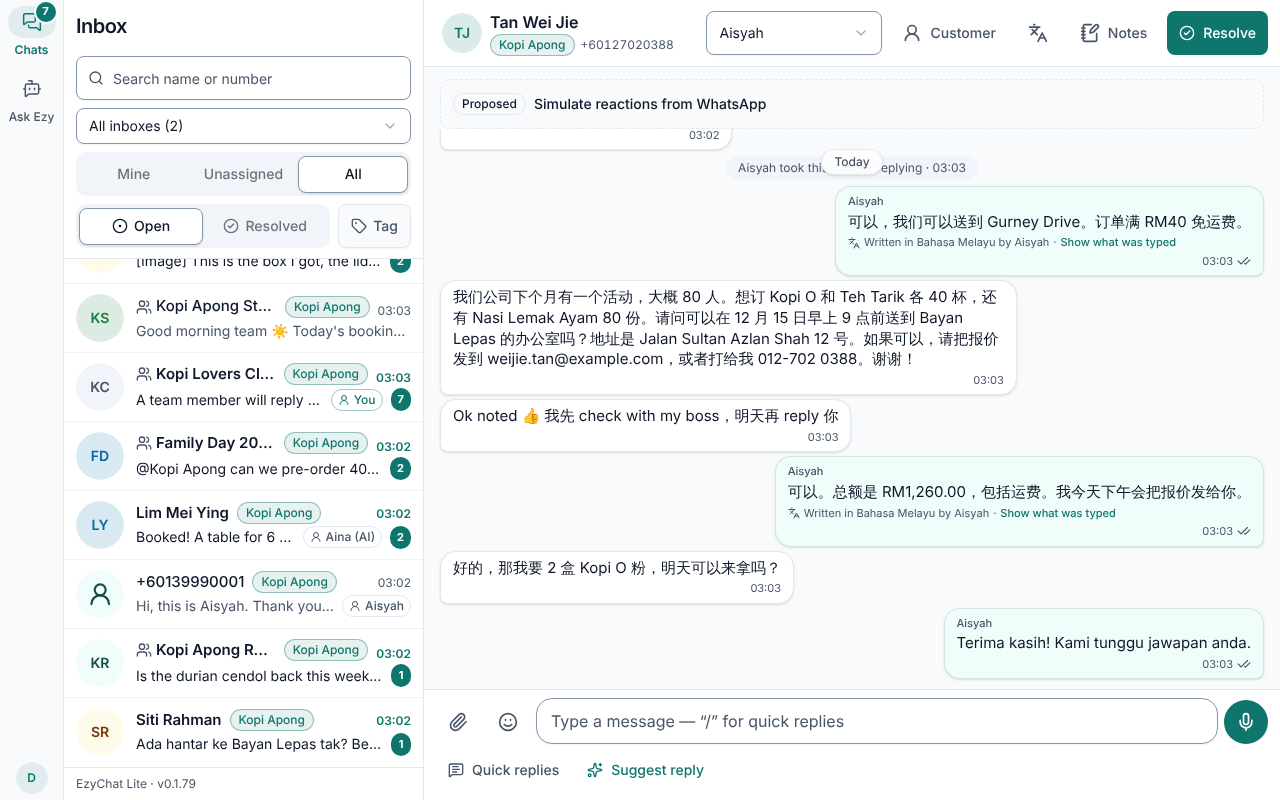 7
Chats
Ask Ezy
D
Inbox
Search name or number
All inboxes (2)
Mine
Unassigned
All
Open
Resolved
Tag
[Image] This is the box I got, the lid...
2
KS
Kopi Apong St...
Kopi Apong
03:03
Good morning team ☀️ Today's bookin...
KC
Kopi Lovers Cl...
Kopi Apong
03:03
A team member will reply ...
You
7
FD
Family Day 20...
Kopi Apong
03:02
@Kopi Apong can we pre-order 40...
2
LY
Lim Mei Ying
Kopi Apong
03:02
Booked! A table for 6 ...
Aina (AI)
2
+60139990001
Kopi Apong
03:02
Hi, this is Aisyah. Thank you...
Aisyah
KR
Kopi Apong R...
Kopi Apong
03:02
Is the durian cendol back this week...
1
SR
Siti Rahman
Kopi Apong
03:02
Ada hantar ke Bayan Lepas tak? Be...
1
EzyChat Lite · v0.1.79
TJ
Tan Wei Jie
Kopi Apong
+60127020388
Aisyah
Customer
Notes
Resolve
Proposed
Simulate reactions from WhatsApp
03:02
Aisyah took
Today
03:03
Aisyah
可以，我们可以送到 Gurney Drive。订单满 RM40 免运费。
Written in Bahasa Melayu by Aisyah · Show what was typed
03:03
我们公司下个月有一个活动，大概 80 人。想订 Kopi O 和 Teh Tarik 各 40 杯，还
有 Nasi Lemak Ayam 80 份。请问可以在 12 月 15 日早上 9 点前送到 Bayan
Lepas 的办公室吗？地址是 Jalan Sultan Azlan Shah 12 号。如果可以，请把报价
发到 weijie.tan@example.com，或者打给我 012-702 0388。谢谢！
03:03
Ok noted 👍 我先 check with my boss，明天再 reply 你
03:03
Aisyah
可以。总额是 RM1,260.00，包括运费。我今天下午会把报价发给你。
Written in Bahasa Melayu by Aisyah · Show what was typed
03:03
好的，那我要 2 盒 Kopi O 粉，明天可以来拿吗？
03:03
Aisyah
Terima kasih! Kami tunggu jawapan anda.
03:03
Type a message — “/” for quick replies
Quick replies
Suggest reply